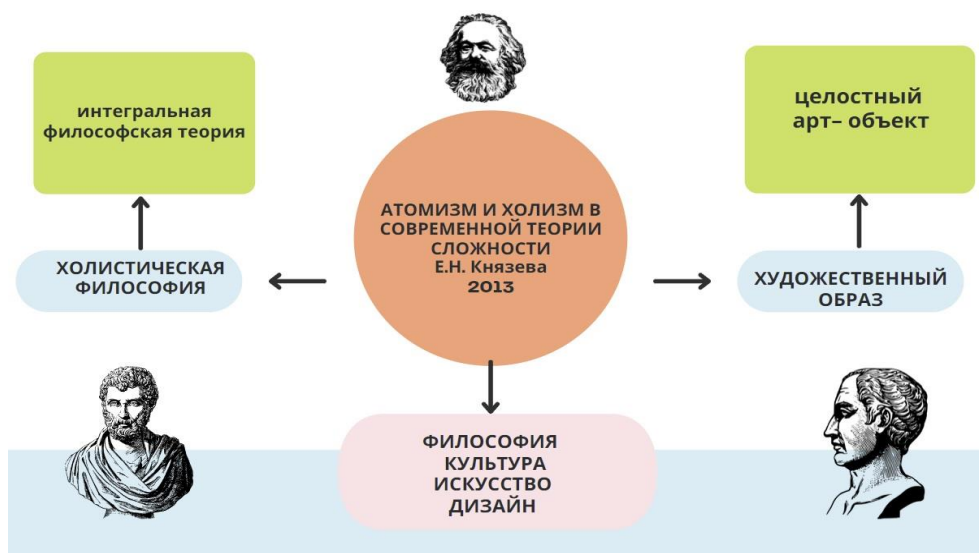 интегральная
философская теория
целостный
арт– объект
АТОМИЗМ И ХОЛИЗМ В
СОВРЕМЕННОЙ ТЕОРИИ
СЛОЖНОСТИ
Е.Н. Князева
2013
ХОЛИСТИЧЕСКАЯ
ФИЛОСОФИЯ
ХУДОЖЕСТВЕННЫЙ
ОБРАЗ
ФИЛОСОФИЯ
КУЛЬТУРА
ИСКУССТВО
ДИЗАЙН